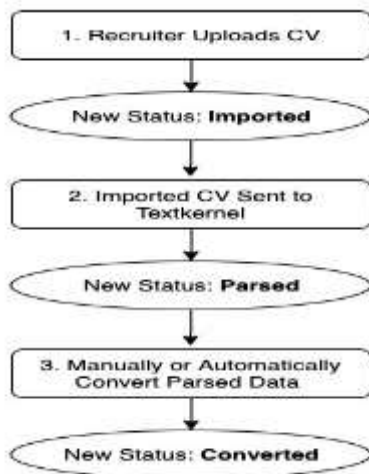 1. Recruiter Uploads CV
New Status: Imported
2. Imported CV Sent to
Textkernel
New Status: Parsed
3. Manually or Automatically
Convert Parsed Data
New Status: Converted